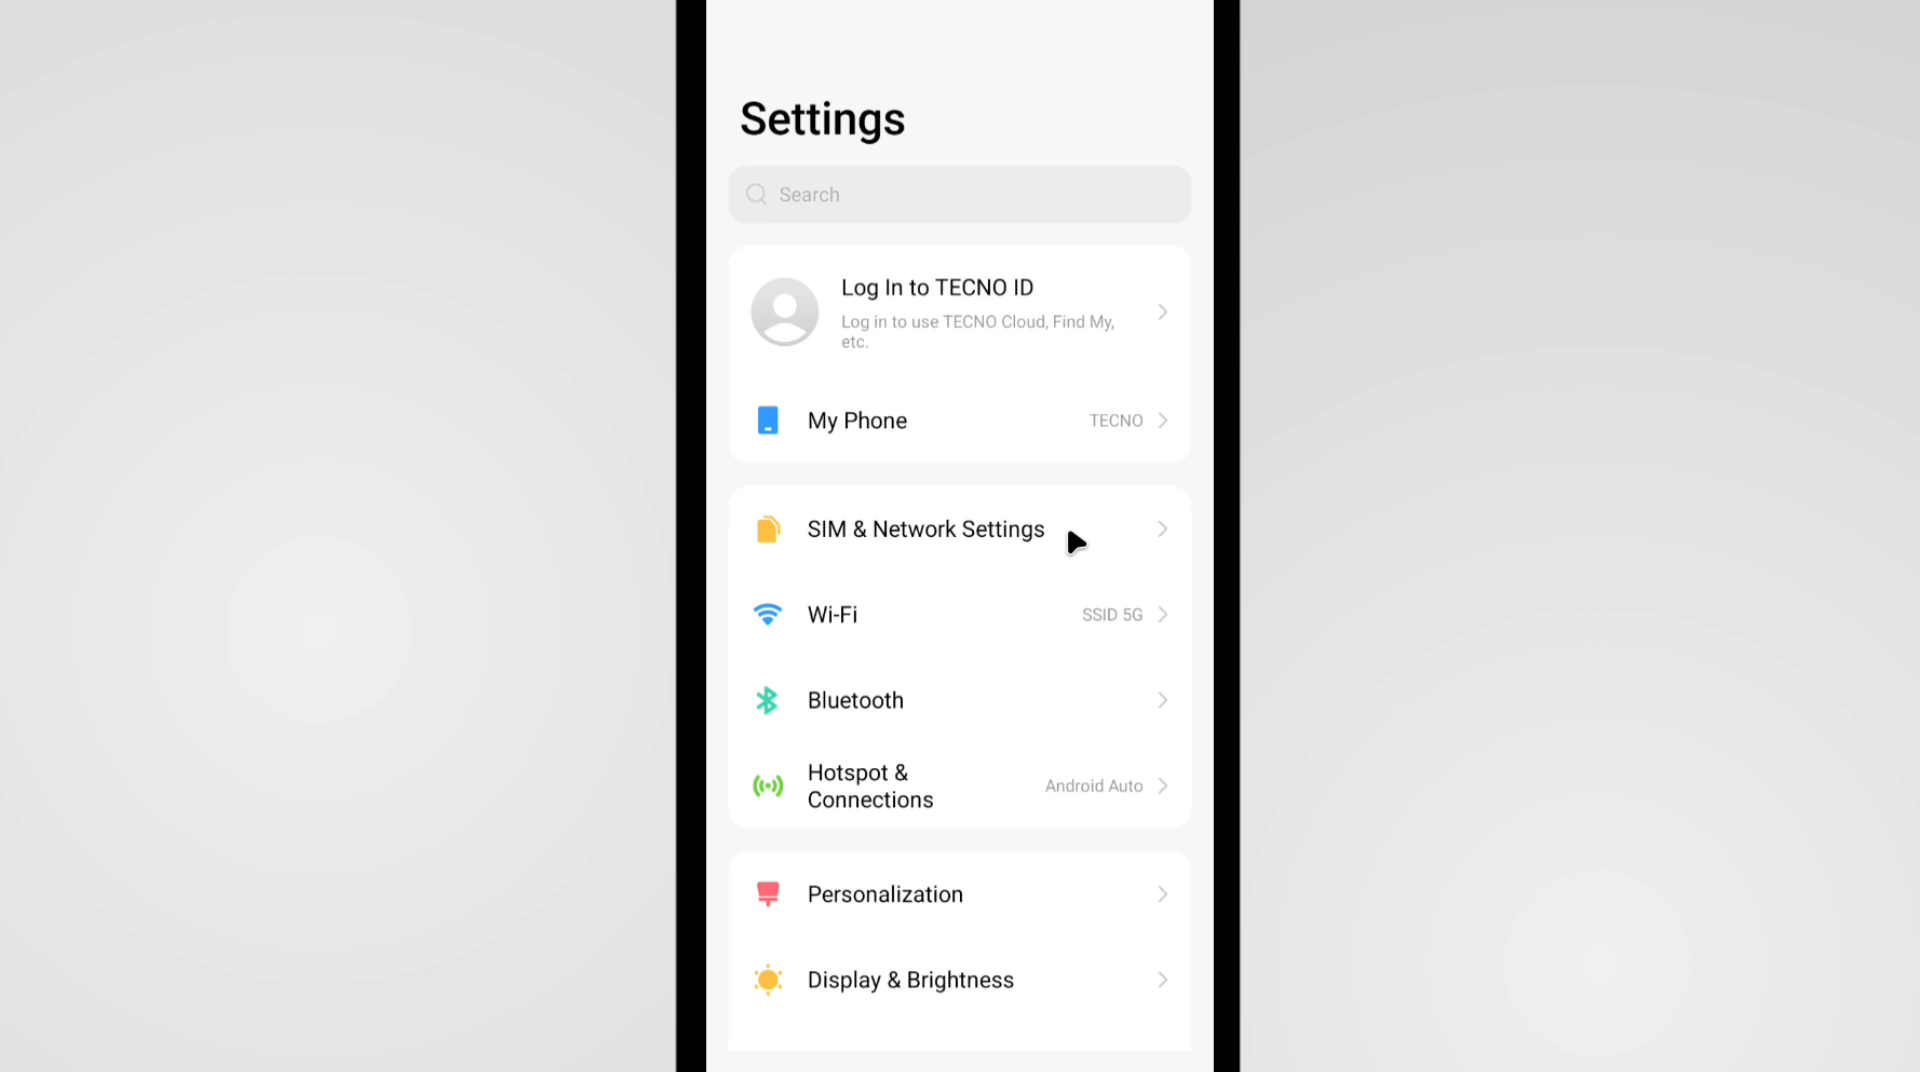 Settings
Search
Log In to TECNO ID
Log in to use TECNO Cloud, Find My,
etc.
My Phone TECNO
SIM & Network Settings
Wi-Fi SSID 5G
Bluetooth
Hotspot &
Connections Android Auto
Personalization
Display & Brightness